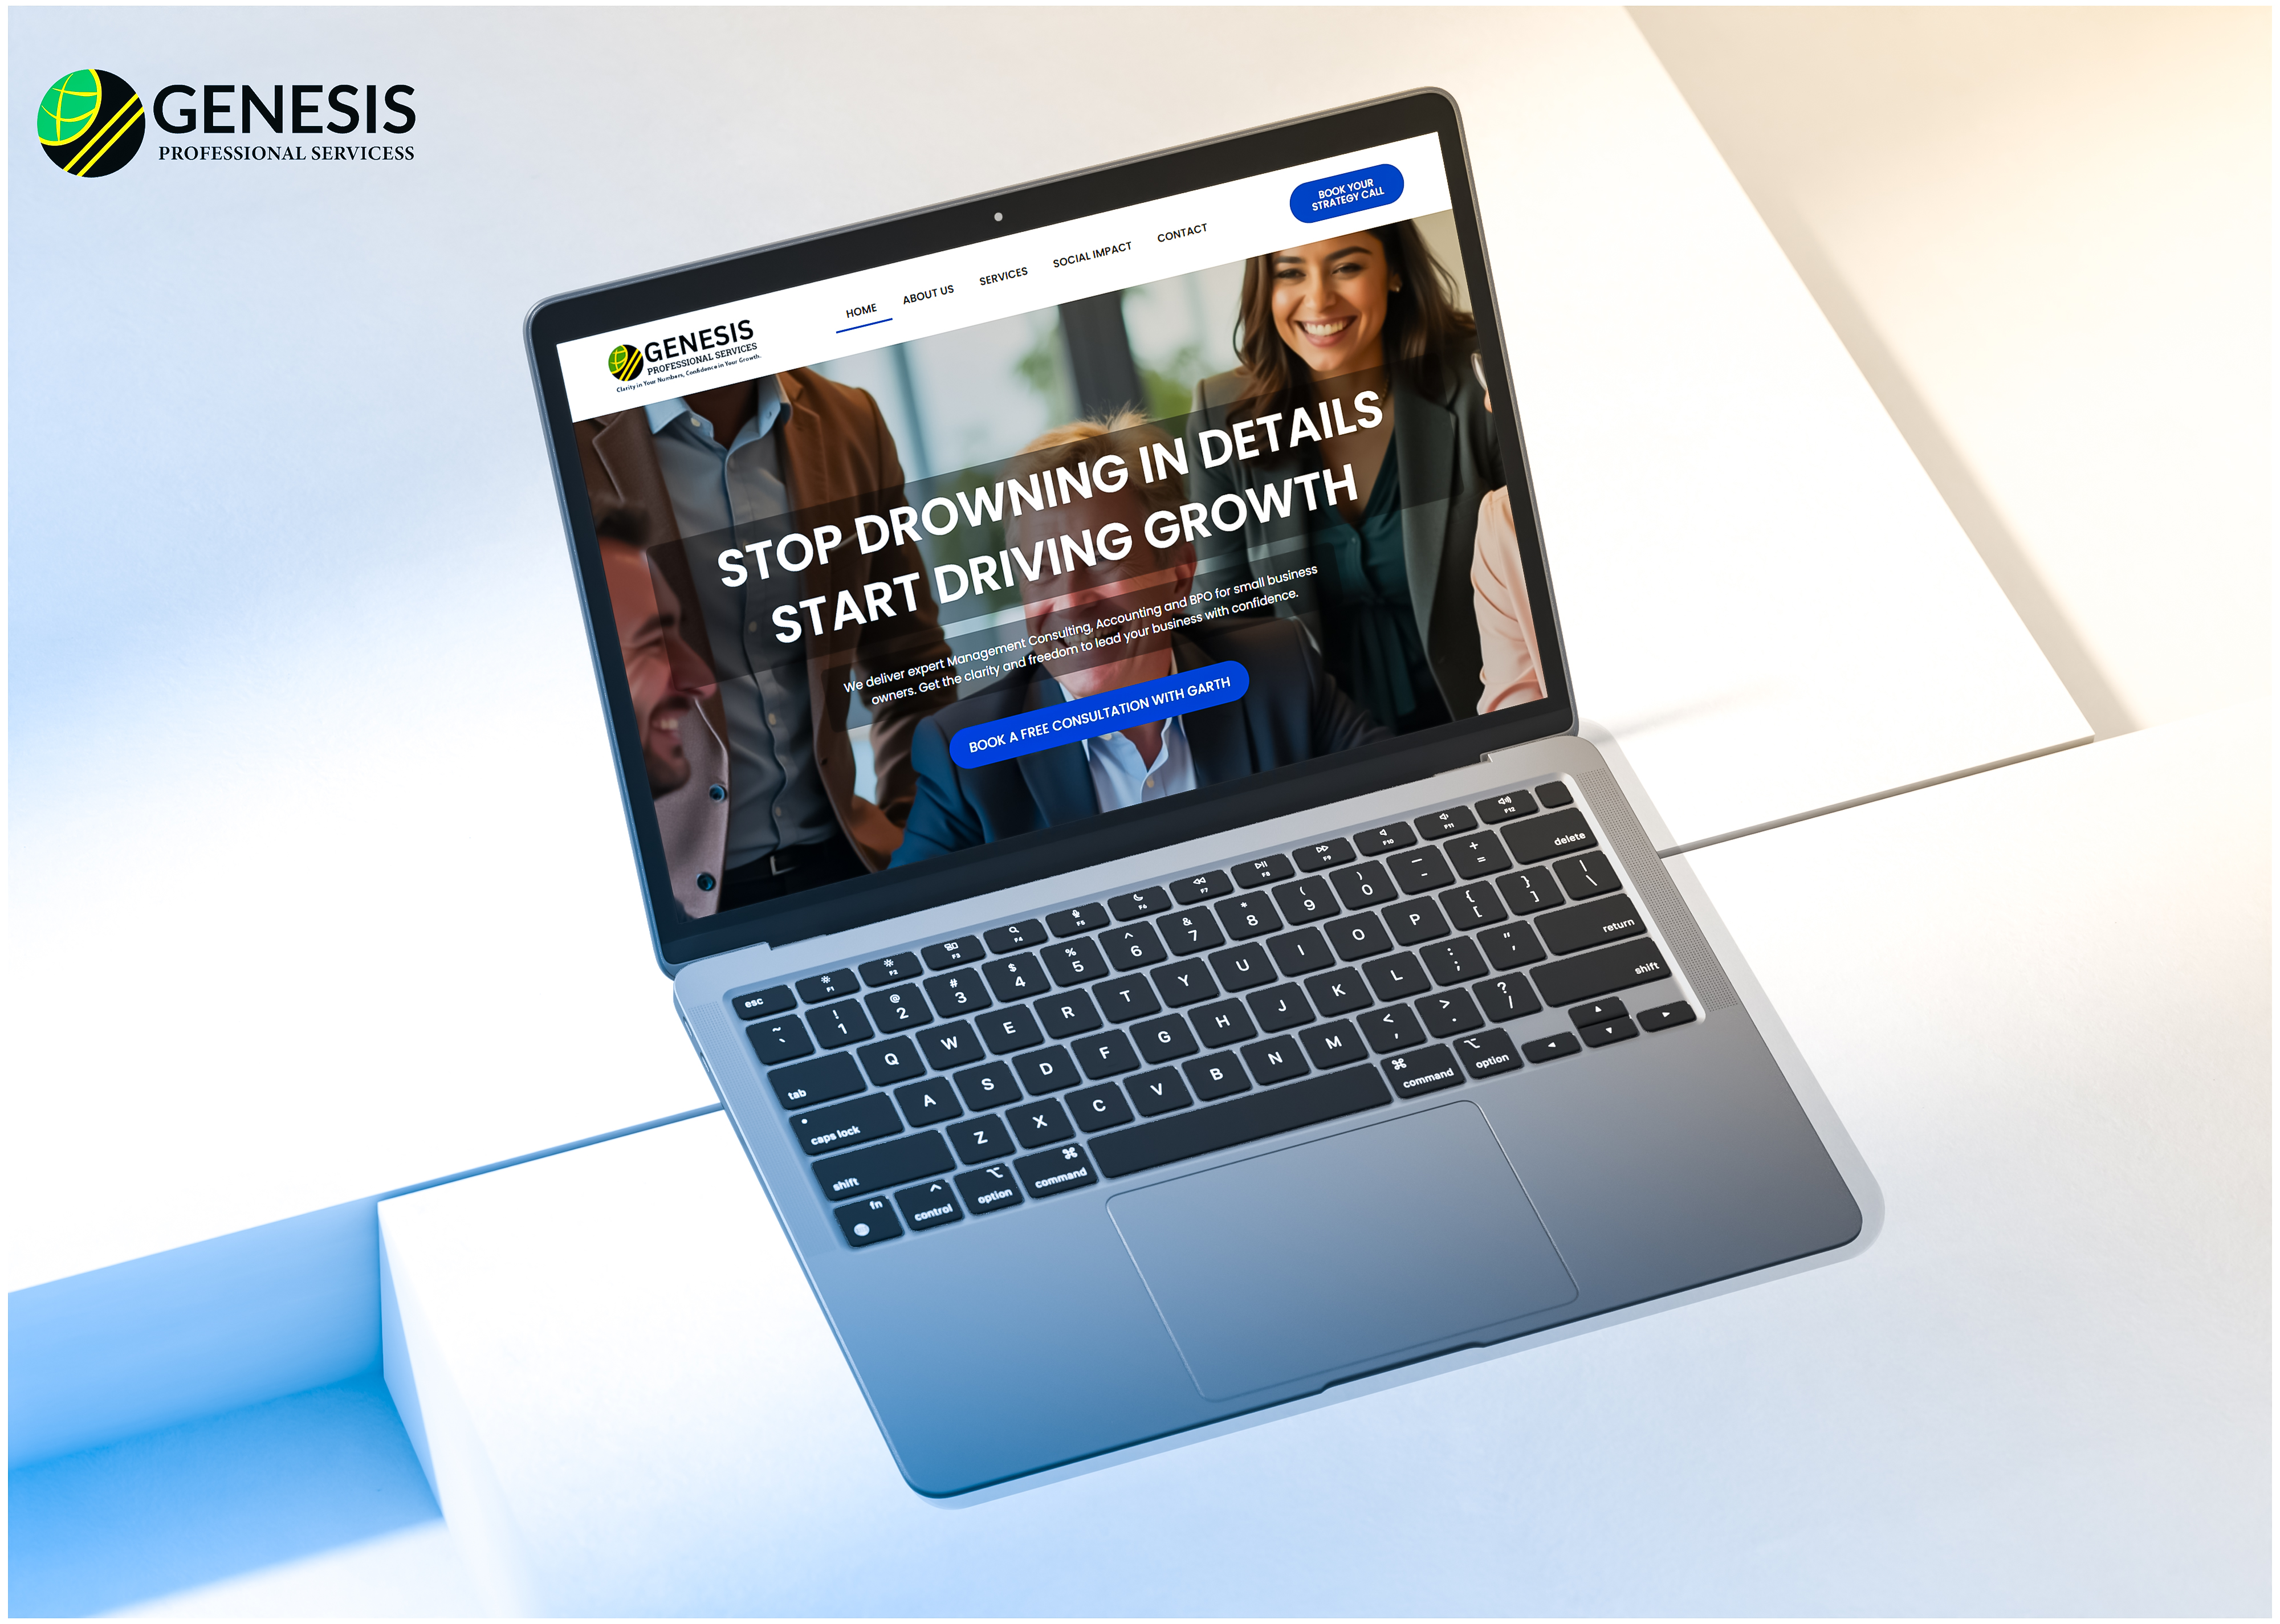 GENESIS
PROFESSIONAL SERVICESS
BOOK YOUR
STRATEGY CALL
HOME ABOUT US SERVICES SOCIAL IMPACT CONTACT
GENESIS
PROFESSIONAL SERVICES
Clarity in Your Numbers, Confidence in Your Growth.
STOP DROWNING IN DETAILS
START DRIVING GROWTH
We deliver expert Management Consulting, Accounting and BPO for small business
owners. Get the clarity and freedom to lead your business with confidence.
BOOK A FREE CONSULTATION WITH GARTH
esc F1 F2 F3 F4 F5 F6 F7 F8 F9 F10 F11 F12
~ ` ! 1 @ 2 # 3 $ 4 % 5 ^ 6 & 7 * 8 ( 9 ) 0 — - + = delete
tab Q W E R T Y U I O P { [ } ] | \
caps lock A S D F G H J K L : ; " ' return
shift Z X C V B N M < , > . ? / shift
fn control option command command option